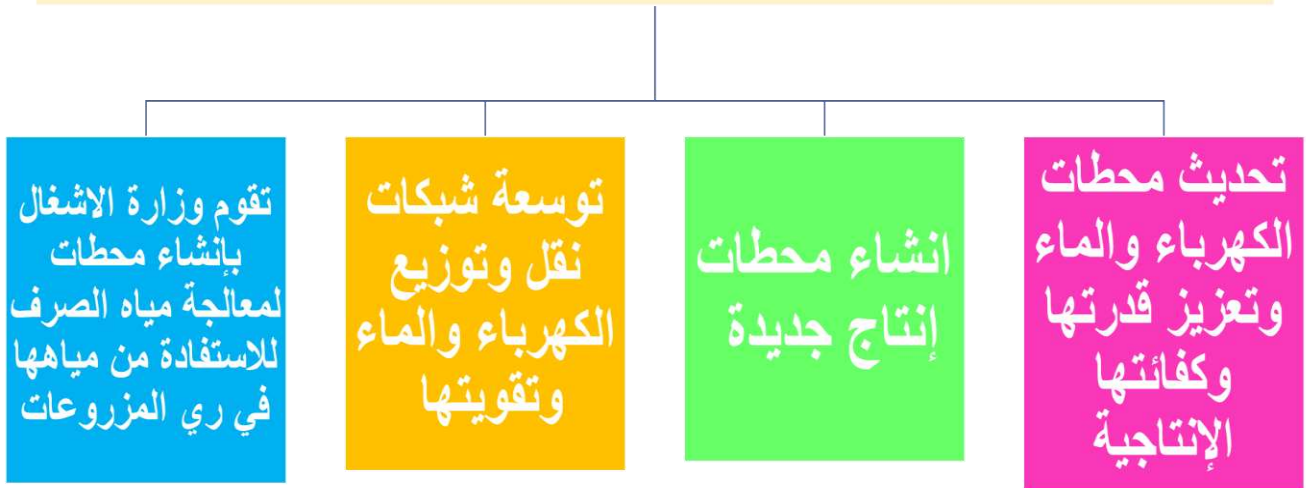 تحديث محطات
الكهرباء والماء
وتعزيز قدرتها
وكفائتها
الإنتاجية
انشاء محطات
إنتاج جديدة
توسعة شبكات
نقل وتوزيع
الكهرباء والماء
وتقويتها
تقوم وزارة الاشغال
بإنشاء محطات
لمعالجة مياه الصرف
للاستفادة من مياهها
في ري المزروعات